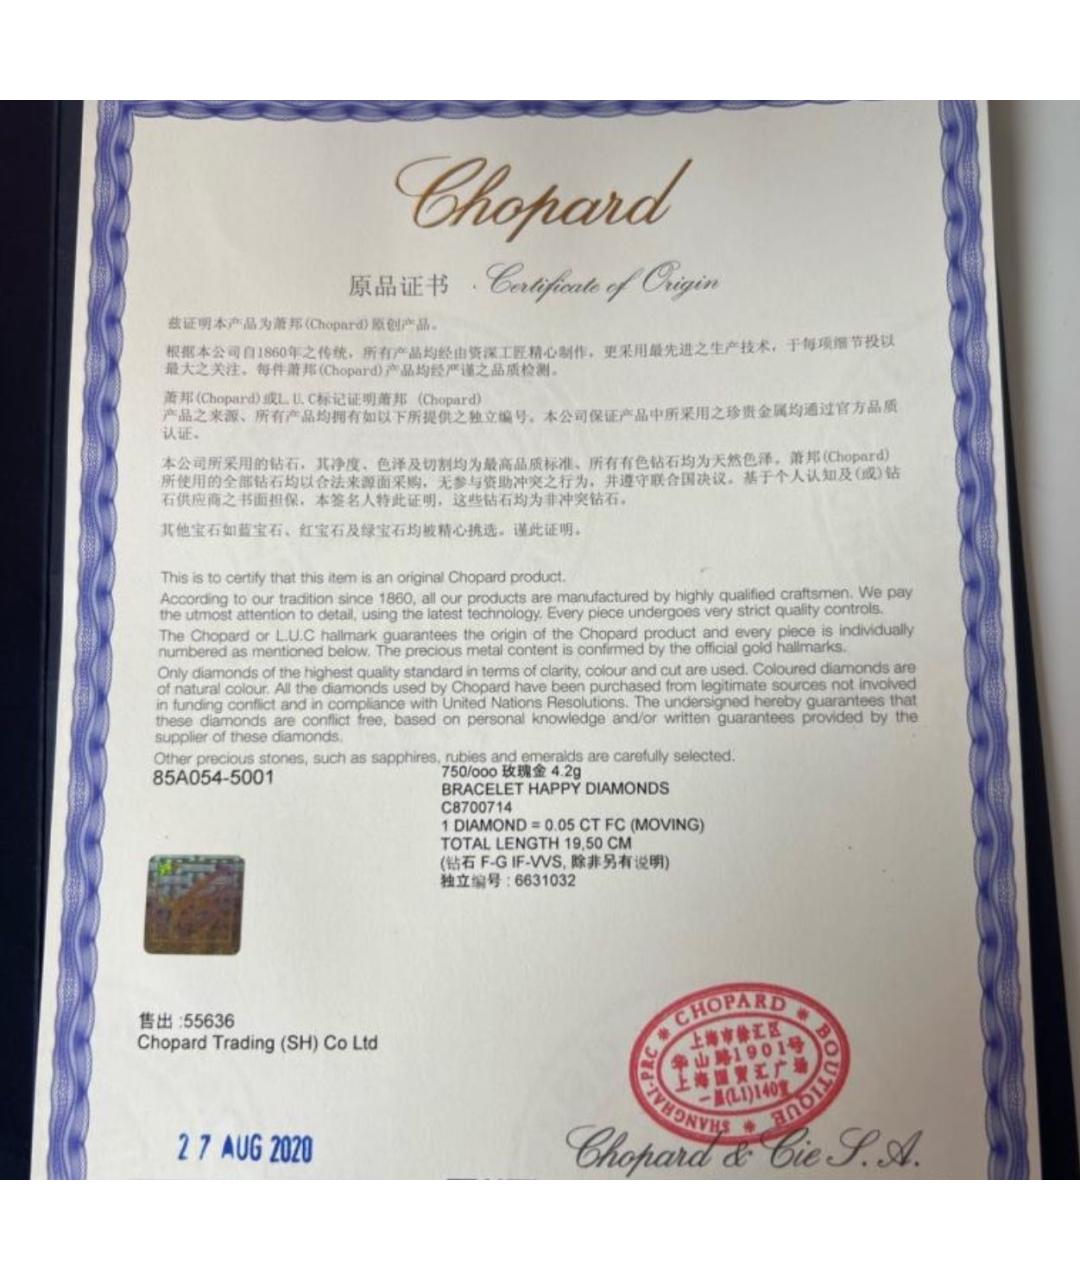 Chopard
原品证书 · Certificate of Origin
兹证明本产品为萧邦(Chopard)原创产品。
根据本公司自1860年之传统，所有产品均经由资深工匠精心制作，更采用最先进之生产技术，于每项细节投以
最大之关注。每件萧邦(Chopard)产品均经严谨之品质检测。
萧邦(Chopard)或L.U.C标记证明萧邦 (Chopard)
产品之来源、所有产品均拥有如以下所提供之独立编号。本公司保证产品中所采用之珍贵金属均通过官方品质
认证。
本公司所采用的钻石，其净度、色泽及切割均为最高品质标准、所有有色钻石均为天然色泽。萧邦(Chopard)
所使用的全部钻石均以合法来源面采购，无参与资助冲突之行为，并遵守联合国决议。基于个人认知及(或)钻
石供应商之书面担保，本签名人特此证明，这些钻石均为非冲突钻石。
其他宝石如蓝宝石、红宝石及绿宝石均被精心挑选。谨此证明。
This is to certify that this item is an original Chopard product.
According to our tradition since 1860, all our products are manufactured by highly qualified craftsmen. We pay
the utmost attention to detail, using the latest technology. Every piece undergoes very strict quality controls.
The Chopard or L.U.C hallmark guarantees the origin of the Chopard product and every piece is individually
numbered as mentioned below. The precious metal content is confirmed by the official gold hallmarks.
Only diamonds of the highest quality standard in terms of clarity, colour and cut are used. Coloured diamonds are
of natural colour. All the diamonds used by Chopard have been purchased from legitimate sources not involved
in funding conflict and in compliance with United Nations Resolutions. The undersigned hereby guarantees that
these diamonds are conflict free, based on personal knowledge and/or written guarantees provided by the
supplier of these diamonds.
Other precious stones, such as sapphires, rubies and emeralds are carefully selected.
85A054-5001
750/ooo 玫瑰金 4.2g
BRACELET HAPPY DIAMONDS
C8700714
1 DIAMOND = 0.05 CT FC (MOVING)
TOTAL LENGTH 19,50 CM
(钻石 F-G IF-VVS, 除非另有说明)
独立编号 : 6631032
售出 :55636
Chopard Trading (SH) Co Ltd
CHOPARD * BOUTIQUE * SHANGHAI-PRC *
上海市徐汇区
华山路1901号
上海国贸汇广场
一层(L1)140室
27 AUG 2020
Chopard & Cie S.A.